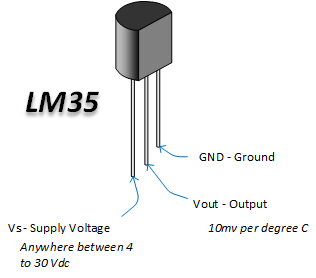 LM35
GND - Ground
Vout - Output
10mv per degree C
Vs - Supply Voltage
Anywhere between 4
to 30 Vdc